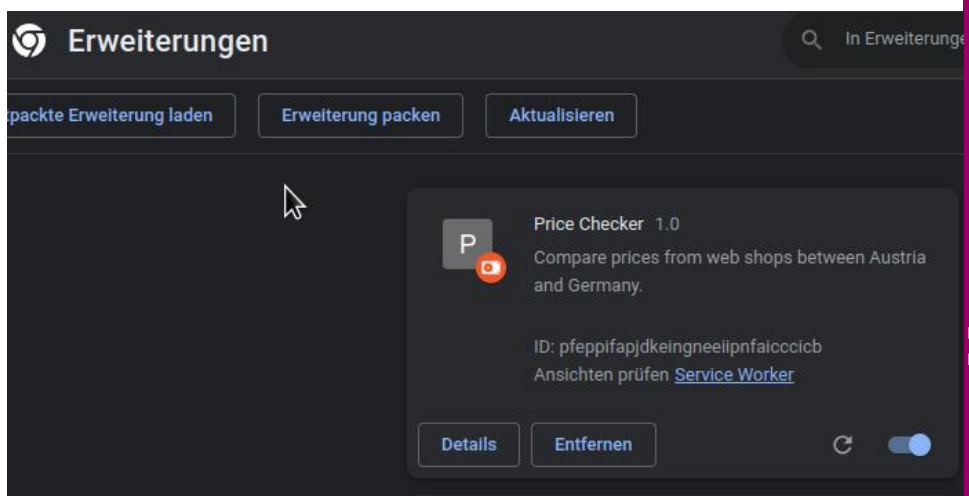 Erweiterungen
In Erweiterunge
packte Erweiterung laden
Erweiterung packen
Aktualisieren
P
Price Checker 1.0
Compare prices from web shops between Austria
and Germany.
ID: pfeppifapjdkeingneeiipnfaicccicb
Ansichten prüfen Service Worker
Details
Entfernen